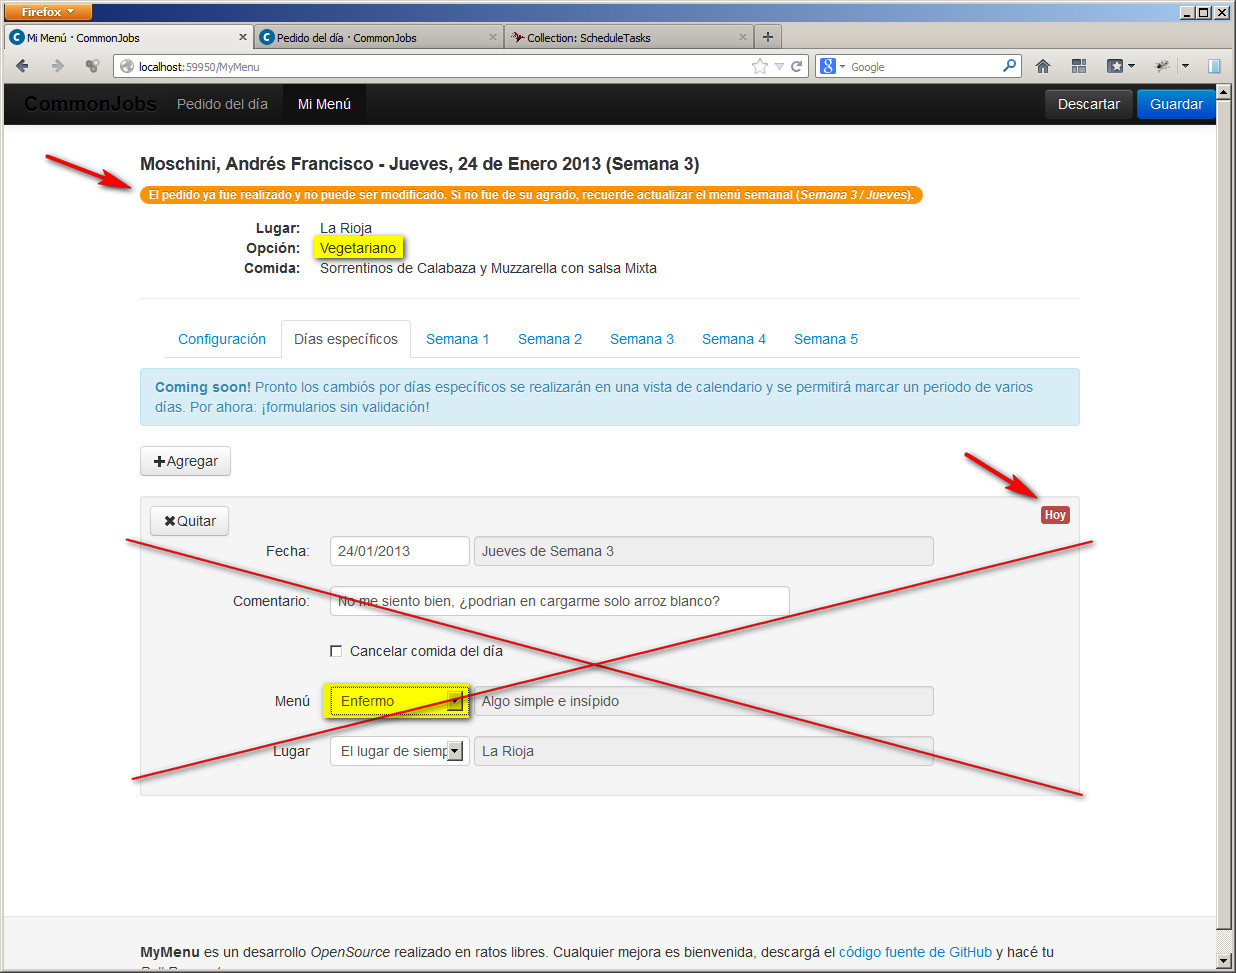 Firefox
Mi Menú · CommonJobs
Pedido del día · CommonJobs
Collection: ScheduleTasks
localhost:59950/MyMenu
Google
CommonJobs Pedido del día Mi Menú Descartar Guardar
Moschini, Andrés Francisco - Jueves, 24 de Enero 2013 (Semana 3)
El pedido ya fue realizado y no puede ser modificado. Si no fue de su agrado, recuerde actualizar el menú semanal (Semana 3 / Jueves).
Lugar: La Rioja
Opción: Vegetariano
Comida: Sorrentinos de Calabaza y Muzzarella con salsa Mixta
Configuración Días específicos Semana 1 Semana 2 Semana 3 Semana 4 Semana 5
Coming soon! Pronto los cambiós por días específicos se realizarán en una vista de calendario y se permitirá marcar un periodo de varios
días. Por ahora: ¡formularios sin validación!
Agregar
Quitar
Hoy
Fecha: 24/01/2013 Jueves de Semana 3
Comentario: No me siento bien, ¿podrian en cargarme solo arroz blanco?
Cancelar comida del día
Menú Enfermo Algo simple e insípido
Lugar El lugar de siemp La Rioja
MyMenu es un desarrollo OpenSource realizado en ratos libres. Cualquier mejora es bienvenida, descargá el código fuente de GitHub y hacé tu